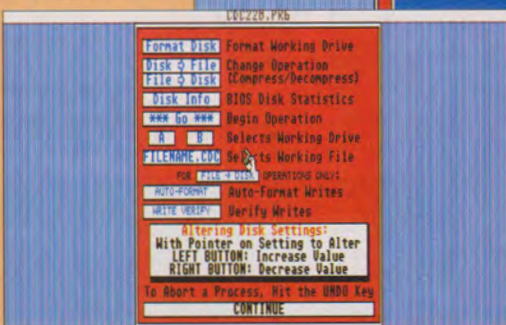 CDC220.PRG
Format Disk Format Working Drive
Disk → File Change Operation
File → Disk (Compress/Decompress)
Disk Info BIOS Disk Statistics
*** Go *** Begin Operation
A B Selects Working Drive
FILENAME.CDC Selects Working File
FOR FILE → DISK OPERATIONS ONLY:
AUTO-FORMAT Auto-Format Writes
WRITE VERIFY Verify Writes
Altering Disk Settings:
With Pointer on Setting to Alter
LEFT BUTTON: Increase Value
RIGHT BUTTON: Decrease Value
To Abort a Process, Hit the UNDO Key
CONTINUE